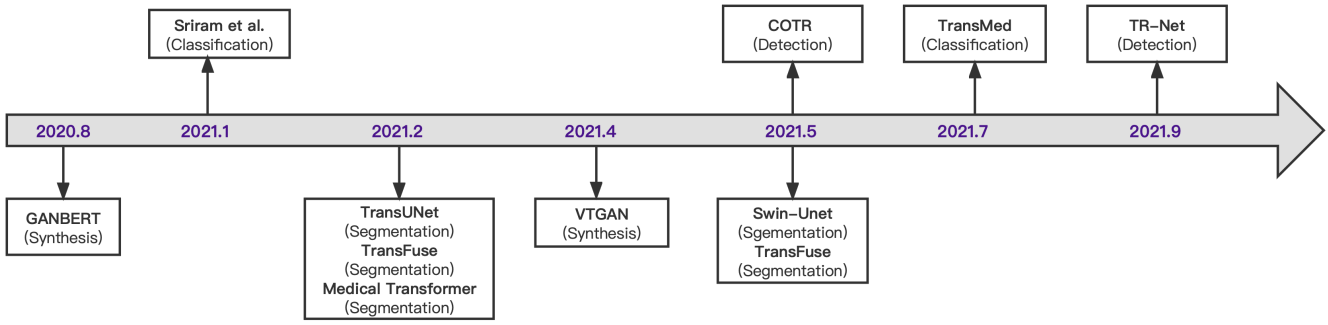 Sriram et al.
(Classification)
COTR
(Detection)
TransMed
(Classification)
TR-Net
(Detection)
2020.8
2021.1
2021.2
2021.4
2021.5
2021.7
2021.9
GANBERT
(Synthesis)
TransUNet
(Segmentation)
TransFuse
(Segmentation)
Medical Transformer
(Segmentation)
VTGAN
(Synthesis)
Swin-Unet
(Sgementation)
TransFuse
(Segmentation)